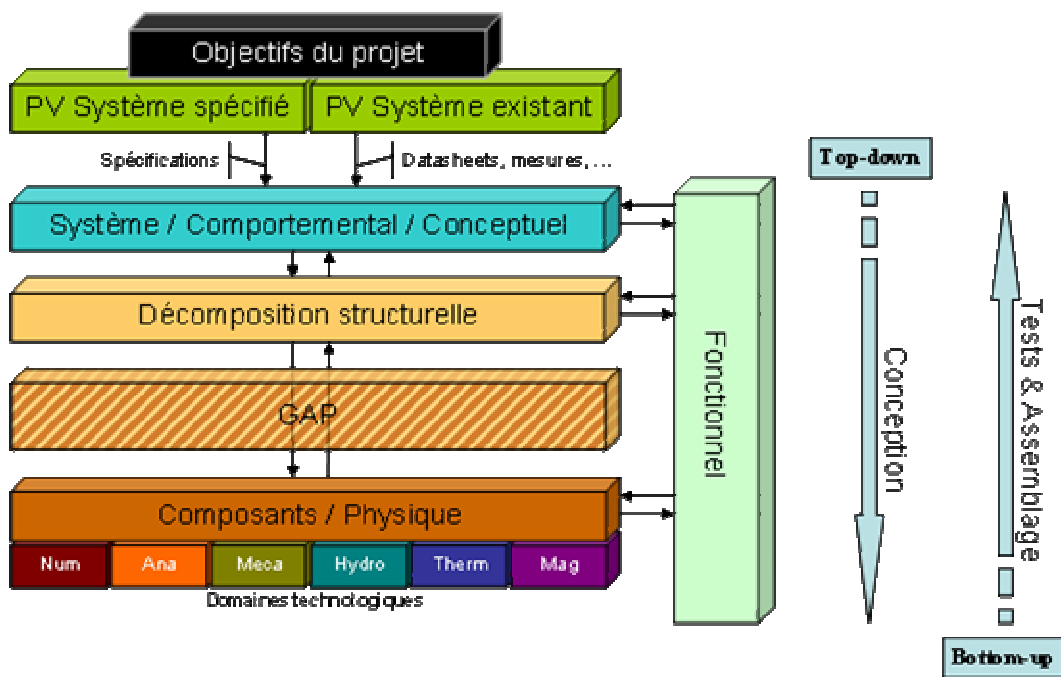 Objectifs du projet
PV Système spécifié
PV Système existant
Spécifications
Datasheets, mesures, ...
Top-down
Système / Comportemental / Conceptuel
Décomposition structurelle
GAP
Composants / Physique
Num
Ana
Meca
Hydro
Therm
Mag
Domaines technologiques
Fonctionnel
Conception
Tests & Assemblage
Bottom-up